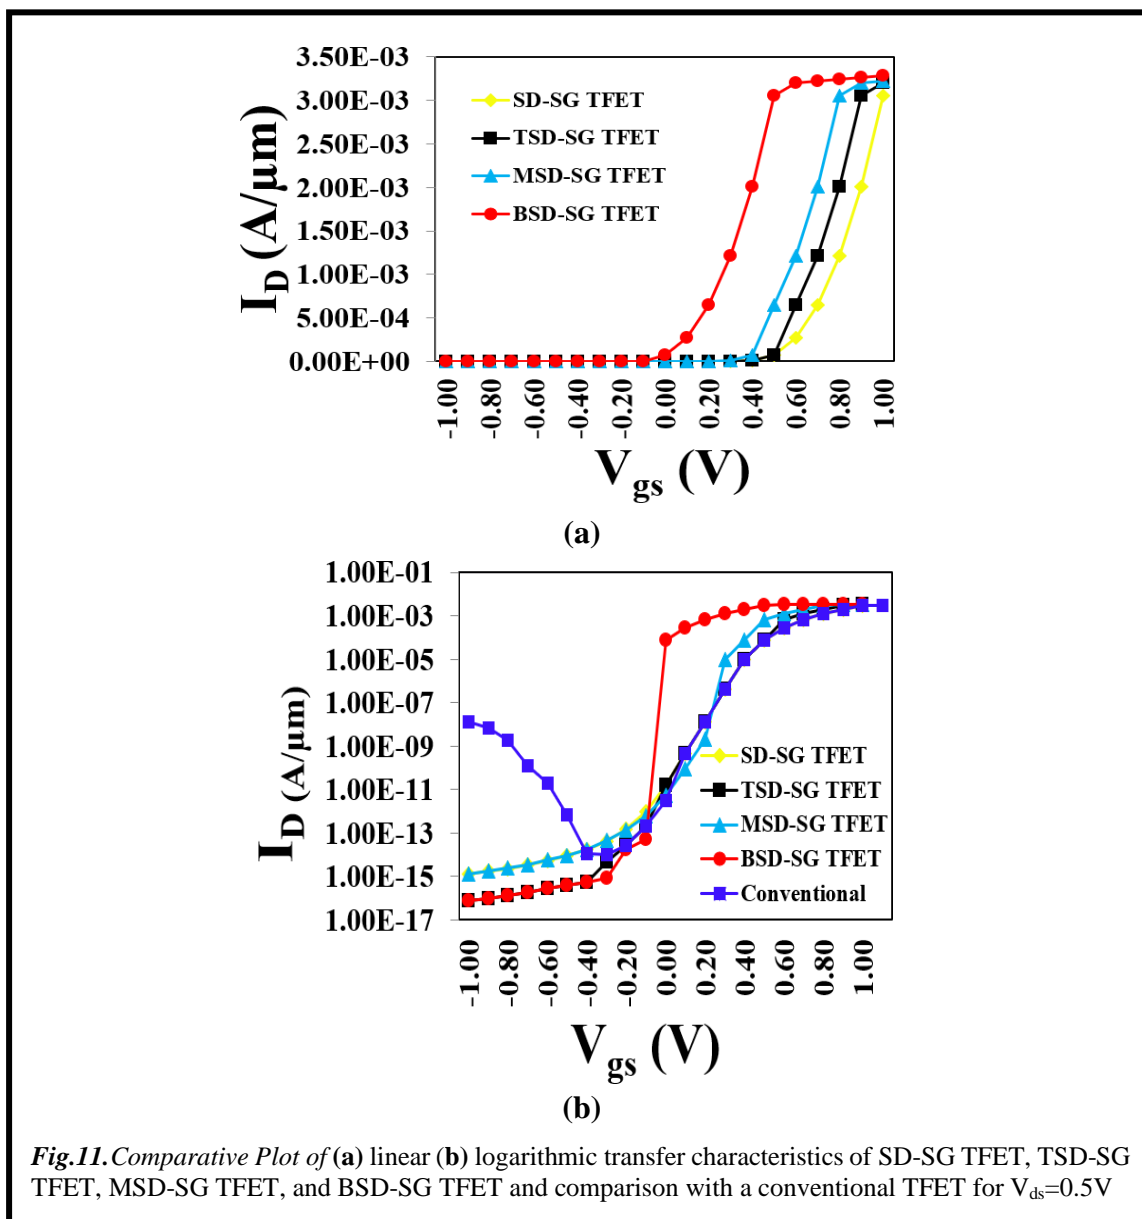 3.50E-03
3.00E-03
2.50E-03
2.00E-03
1.50E-03
1.00E-03
5.00E-04
0.00E+00
I_D (A/μm)
SD-SG TFET
TSD-SG TFET
MSD-SG TFET
BSD-SG TFET
-1.00 -0.80 -0.60 -0.40 -0.20 0.00 0.20 0.40 0.60 0.80 1.00
V_gs (V)
(a)
1.00E-01
1.00E-03
1.00E-05
1.00E-07
1.00E-09
1.00E-11
1.00E-13
1.00E-15
1.00E-17
I_D (A/μm)
SD-SG TFET
TSD-SG TFET
MSD-SG TFET
BSD-SG TFET
Conventional
-1.00 -0.80 -0.60 -0.40 -0.20 0.00 0.20 0.40 0.60 0.80 1.00
V_gs (V)
(b)
Fig.11.Comparative Plot of (a) linear (b) logarithmic transfer characteristics of SD-SG TFET, TSD-SG
TFET, MSD-SG TFET, and BSD-SG TFET and comparison with a conventional TFET for V_ds=0.5V